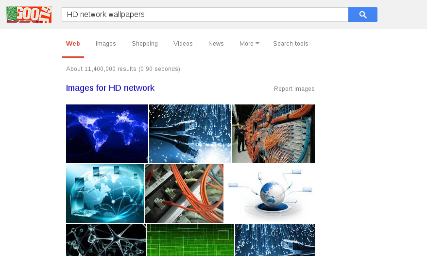 HD network wallpapers
Web Images Shopping Videos News More Search tools
About 11,400,000 results (0.90 seconds)
Images for HD network Report images